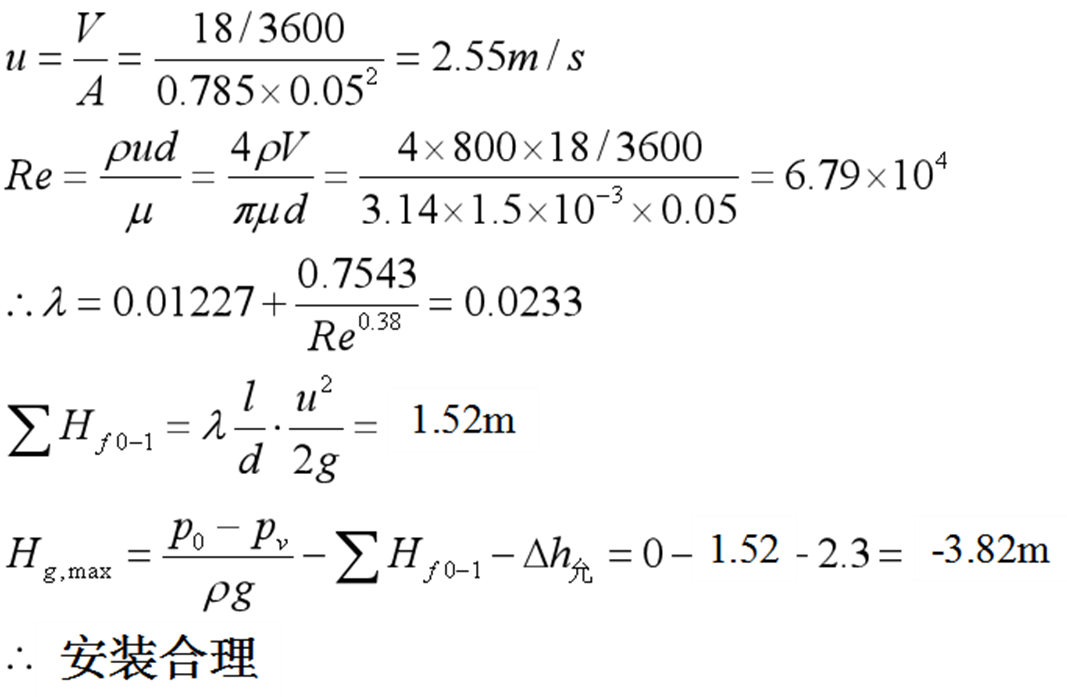 u = V/A = (18/3600)/(0.785×0.05²) = 2.55m/s
Re = ρud/μ = 4ρV/πμd = (4×800×18/3600)/(3.14×1.5×10⁻³×0.05) = 6.79×10⁴
∴ λ = 0.01227 + 0.7543/Re^0.38 = 0.0233
∑H_f0−1 = λ l/d · u²/2g = 1.52m
H_g,max = (p₀ − p_v)/ρg − ∑H_f0−1 − Δh_允 = 0 − 1.52 - 2.3 = -3.82m
∴ 安装合理